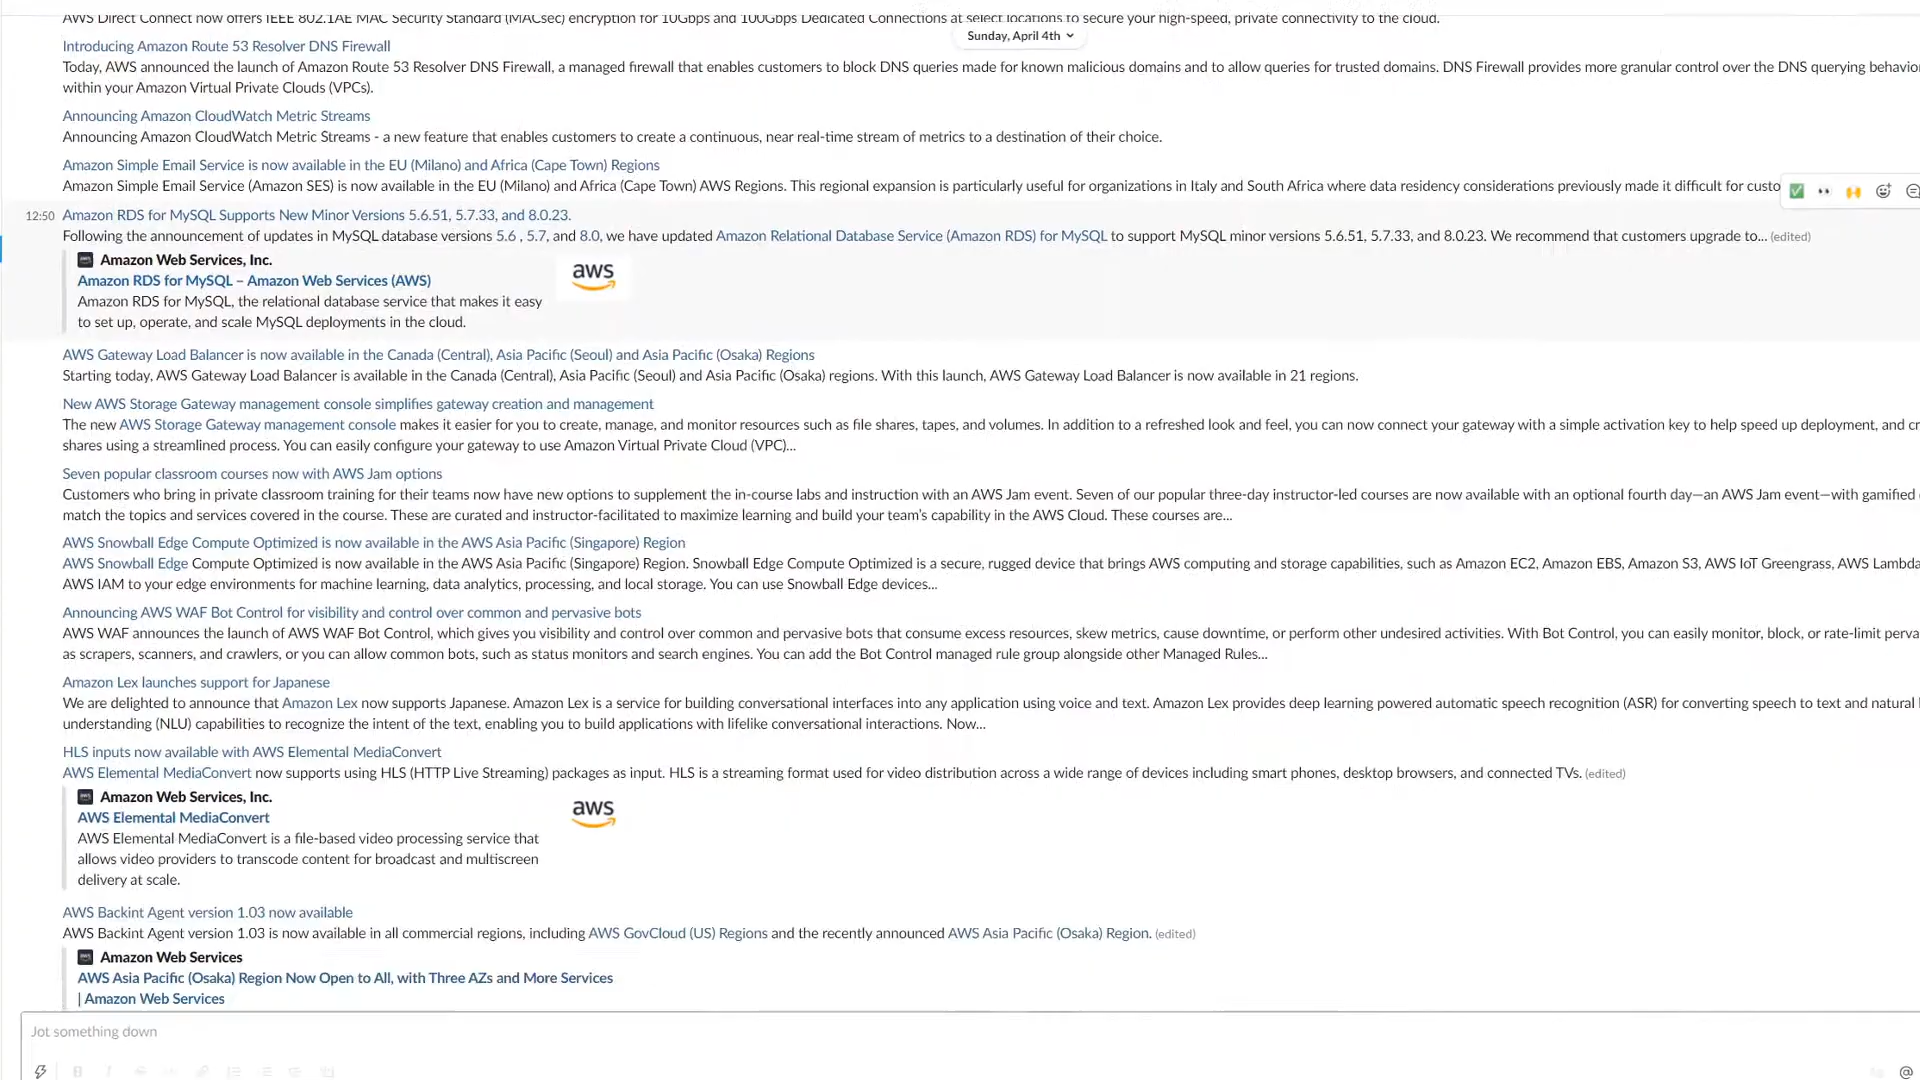 AWS Direct Connect now offers IEEE 802.1AE MAC Security Standard (MACsec) encryption for 10Gbps and 100Gbps Dedicated Connections at select locations to secure your high-speed, private connectivity to the cloud.
Sunday, April 4th
Introducing Amazon Route 53 Resolver DNS Firewall
Today, AWS announced the launch of Amazon Route 53 Resolver DNS Firewall, a managed firewall that enables customers to block DNS queries made for known malicious domains and to allow queries for trusted domains. DNS Firewall provides more granular control over the DNS querying behavio
within your Amazon Virtual Private Clouds (VPCs).
Announcing Amazon CloudWatch Metric Streams
Announcing Amazon CloudWatch Metric Streams - a new feature that enables customers to create a continuous, near real-time stream of metrics to a destination of their choice.
Amazon Simple Email Service is now available in the EU (Milano) and Africa (Cape Town) Regions
Amazon Simple Email Service (Amazon SES) is now available in the EU (Milano) and Africa (Cape Town) AWS Regions. This regional expansion is particularly useful for organizations in Italy and South Africa where data residency considerations previously made it difficult for custo
12:50 Amazon RDS for MySQL Supports New Minor Versions 5.6.51, 5.7.33, and 8.0.23.
Following the announcement of updates in MySQL database versions 5.6 , 5.7, and 8.0, we have updated Amazon Relational Database Service (Amazon RDS) for MySQL to support MySQL minor versions 5.6.51, 5.7.33, and 8.0.23. We recommend that customers upgrade to... (edited)
Amazon Web Services, Inc.
aws
Amazon RDS for MySQL – Amazon Web Services (AWS)
Amazon RDS for MySQL, the relational database service that makes it easy
to set up, operate, and scale MySQL deployments in the cloud.
AWS Gateway Load Balancer is now available in the Canada (Central), Asia Pacific (Seoul) and Asia Pacific (Osaka) Regions
Starting today, AWS Gateway Load Balancer is available in the Canada (Central), Asia Pacific (Seoul) and Asia Pacific (Osaka) regions. With this launch, AWS Gateway Load Balancer is now available in 21 regions.
New AWS Storage Gateway management console simplifies gateway creation and management
The new AWS Storage Gateway management console makes it easier for you to create, manage, and monitor resources such as file shares, tapes, and volumes. In addition to a refreshed look and feel, you can now connect your gateway with a simple activation key to help speed up deployment, and cr
shares using a streamlined process. You can easily configure your gateway to use Amazon Virtual Private Cloud (VPC)...
Seven popular classroom courses now with AWS Jam options
Customers who bring in private classroom training for their teams now have new options to supplement the in-course labs and instruction with an AWS Jam event. Seven of our popular three-day instructor-led courses are now available with an optional fourth day—an AWS Jam event—with gamified
match the topics and services covered in the course. These are curated and instructor-facilitated to maximize learning and build your team's capability in the AWS Cloud. These courses are...
AWS Snowball Edge Compute Optimized is now available in the AWS Asia Pacific (Singapore) Region
AWS Snowball Edge Compute Optimized is now available in the AWS Asia Pacific (Singapore) Region. Snowball Edge Compute Optimized is a secure, rugged device that brings AWS computing and storage capabilities, such as Amazon EC2, Amazon EBS, Amazon S3, AWS IoT Greengrass, AWS Lambda
AWS IAM to your edge environments for machine learning, data analytics, processing, and local storage. You can use Snowball Edge devices...
Announcing AWS WAF Bot Control for visibility and control over common and pervasive bots
AWS WAF announces the launch of AWS WAF Bot Control, which gives you visibility and control over common and pervasive bots that consume excess resources, skew metrics, cause downtime, or perform other undesired activities. With Bot Control, you can easily monitor, block, or rate-limit perva
as scrapers, scanners, and crawlers, or you can allow common bots, such as status monitors and search engines. You can add the Bot Control managed rule group alongside other Managed Rules...
Amazon Lex launches support for Japanese
We are delighted to announce that Amazon Lex now supports Japanese. Amazon Lex is a service for building conversational interfaces into any application using voice and text. Amazon Lex provides deep learning powered automatic speech recognition (ASR) for converting speech to text and natural
understanding (NLU) capabilities to recognize the intent of the text, enabling you to build applications with lifelike conversational interactions. Now...
HLS inputs now available with AWS Elemental MediaConvert
AWS Elemental MediaConvert now supports using HLS (HTTP Live Streaming) packages as input. HLS is a streaming format used for video distribution across a wide range of devices including smart phones, desktop browsers, and connected TVs. (edited)
Amazon Web Services, Inc.
aws
AWS Elemental MediaConvert
AWS Elemental MediaConvert is a file-based video processing service that
allows video providers to transcode content for broadcast and multiscreen
delivery at scale.
AWS Backint Agent version 1.03 now available
AWS Backint Agent version 1.03 is now available in all commercial regions, including AWS GovCloud (US) Regions and the recently announced AWS Asia Pacific (Osaka) Region. (edited)
Amazon Web Services
AWS Asia Pacific (Osaka) Region Now Open to All, with Three AZs and More Services
| Amazon Web Services
Jot something down